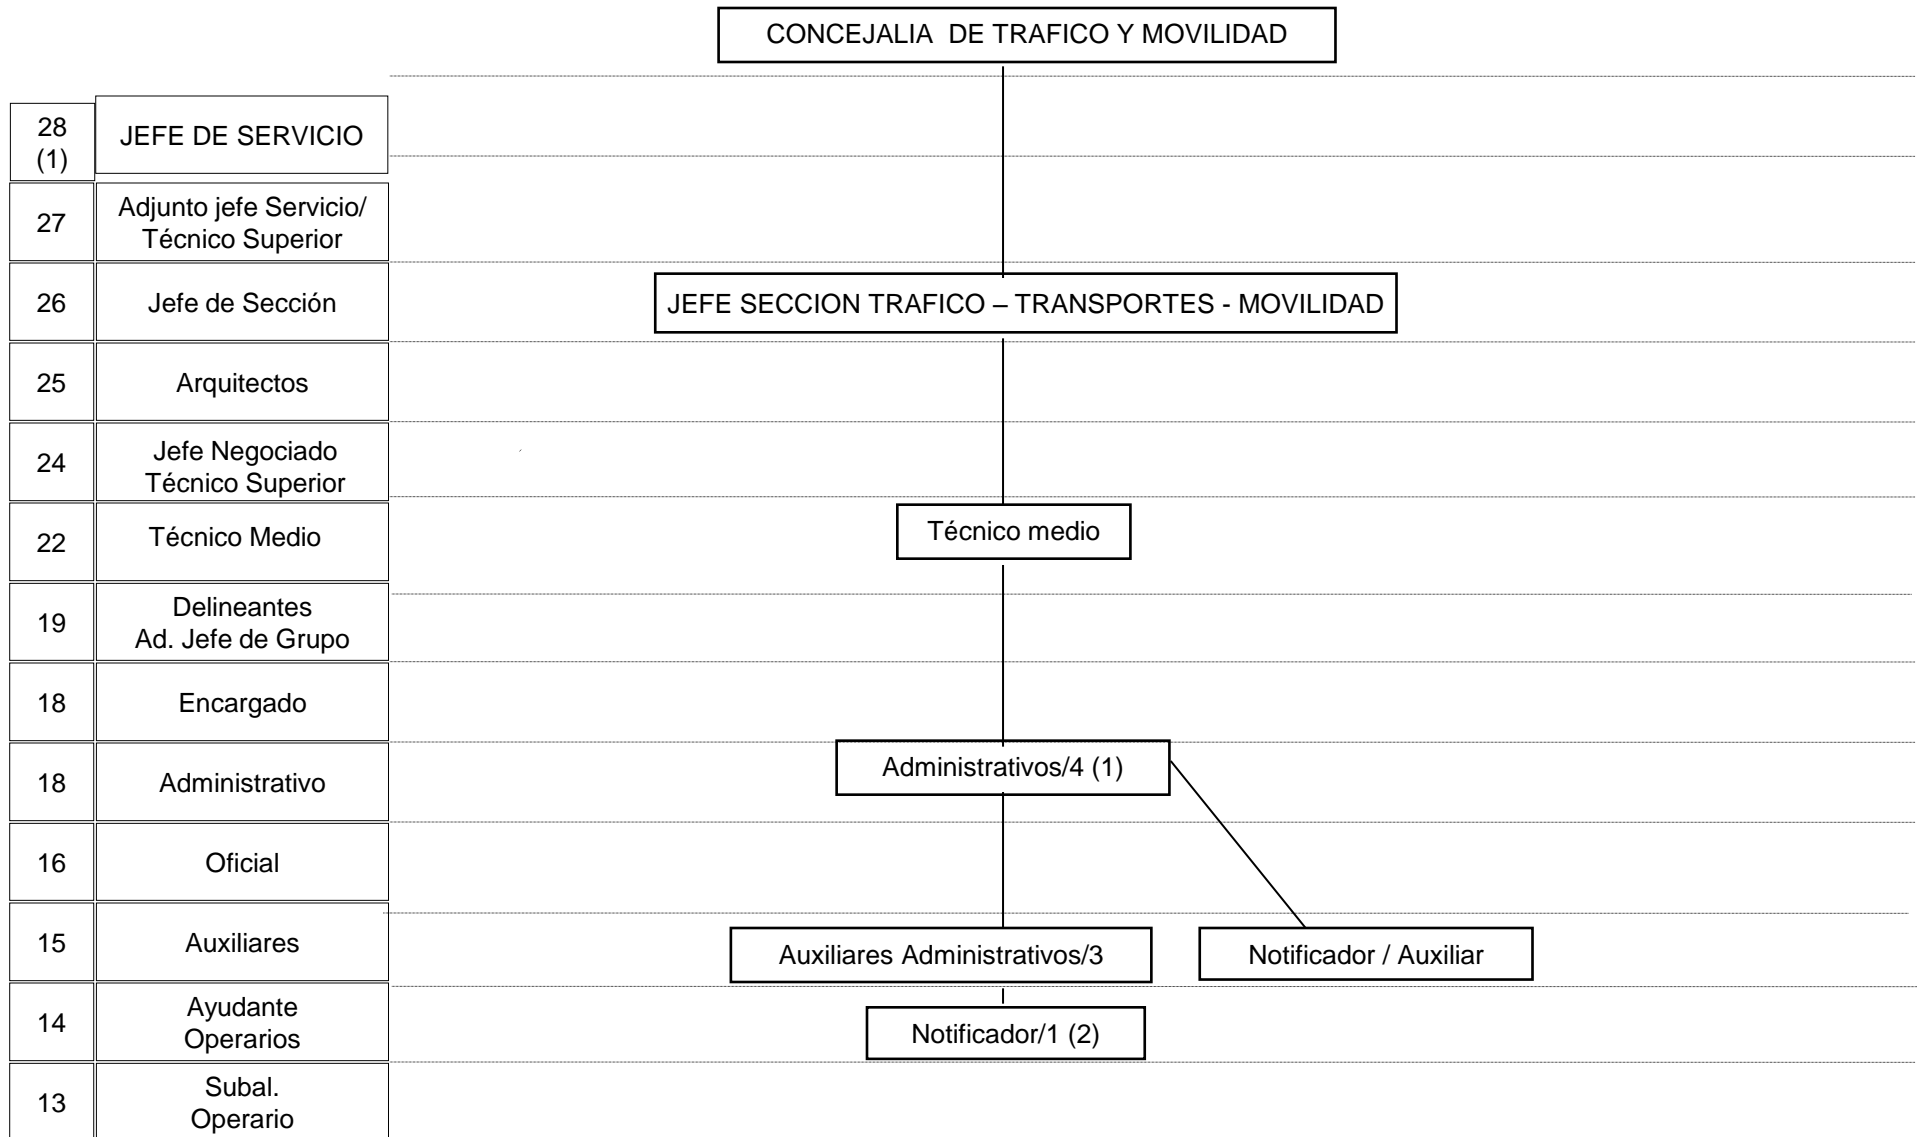 CONCEJALIA DE TRAFICO Y MOVILIDAD
28
(1)
JEFE DE SERVICIO
27
Adjunto jefe Servicio/
Técnico Superior
26
Jefe de Sección
JEFE SECCION TRAFICO – TRANSPORTES - MOVILIDAD
25
Arquitectos
24
Jefe Negociado
Técnico Superior
22
Técnico Medio
Técnico medio
19
Delineantes
Ad. Jefe de Grupo
18
Encargado
18
Administrativo
Administrativos/4 (1)
16
Oficial
15
Auxiliares
Auxiliares Administrativos/3
Notificador / Auxiliar
14
Ayudante
Operarios
Notificador/1 (2)
13
Subal.
Operario